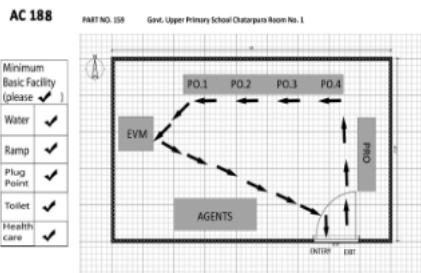 AC 188
PART NO. 159 Govt. Upper Primary School Chatarpura Room No. 1
Minimum
Basic Facility
(please ✔ )
Water ✔
Ramp ✔
Plug
Point ✔
Toilet ✔
Health
care ✔
PO.1 PO.2 PO.3 PO.4
EVM
PRO
AGENTS
ENTERY EXIT